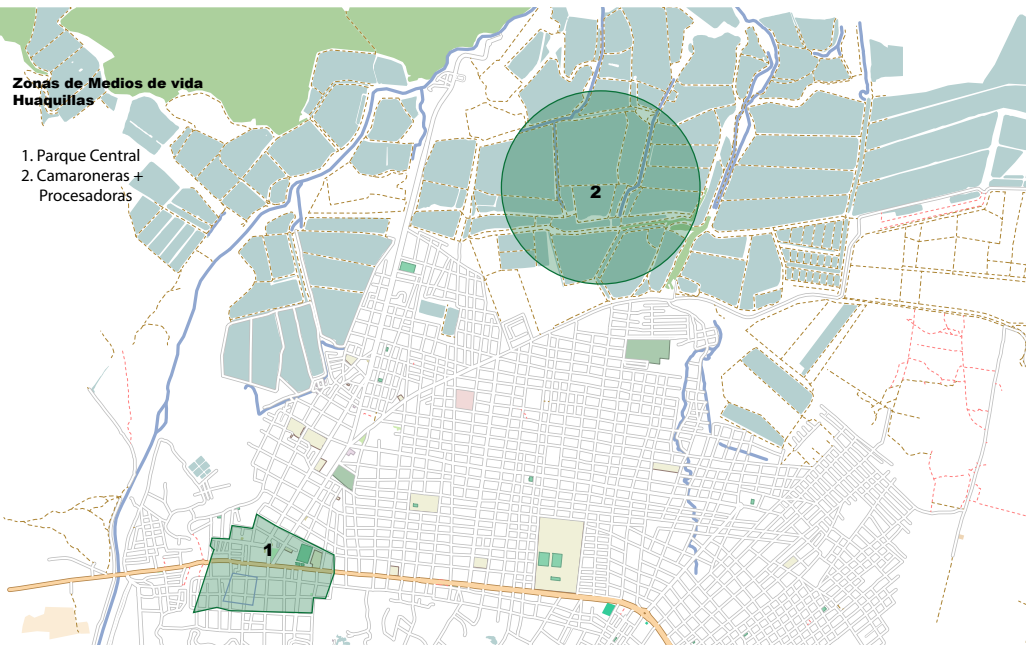 Zonas de Medios de vida
Huaquillas
1. Parque Central
2. Camaroneras +
Procesadoras
2
1